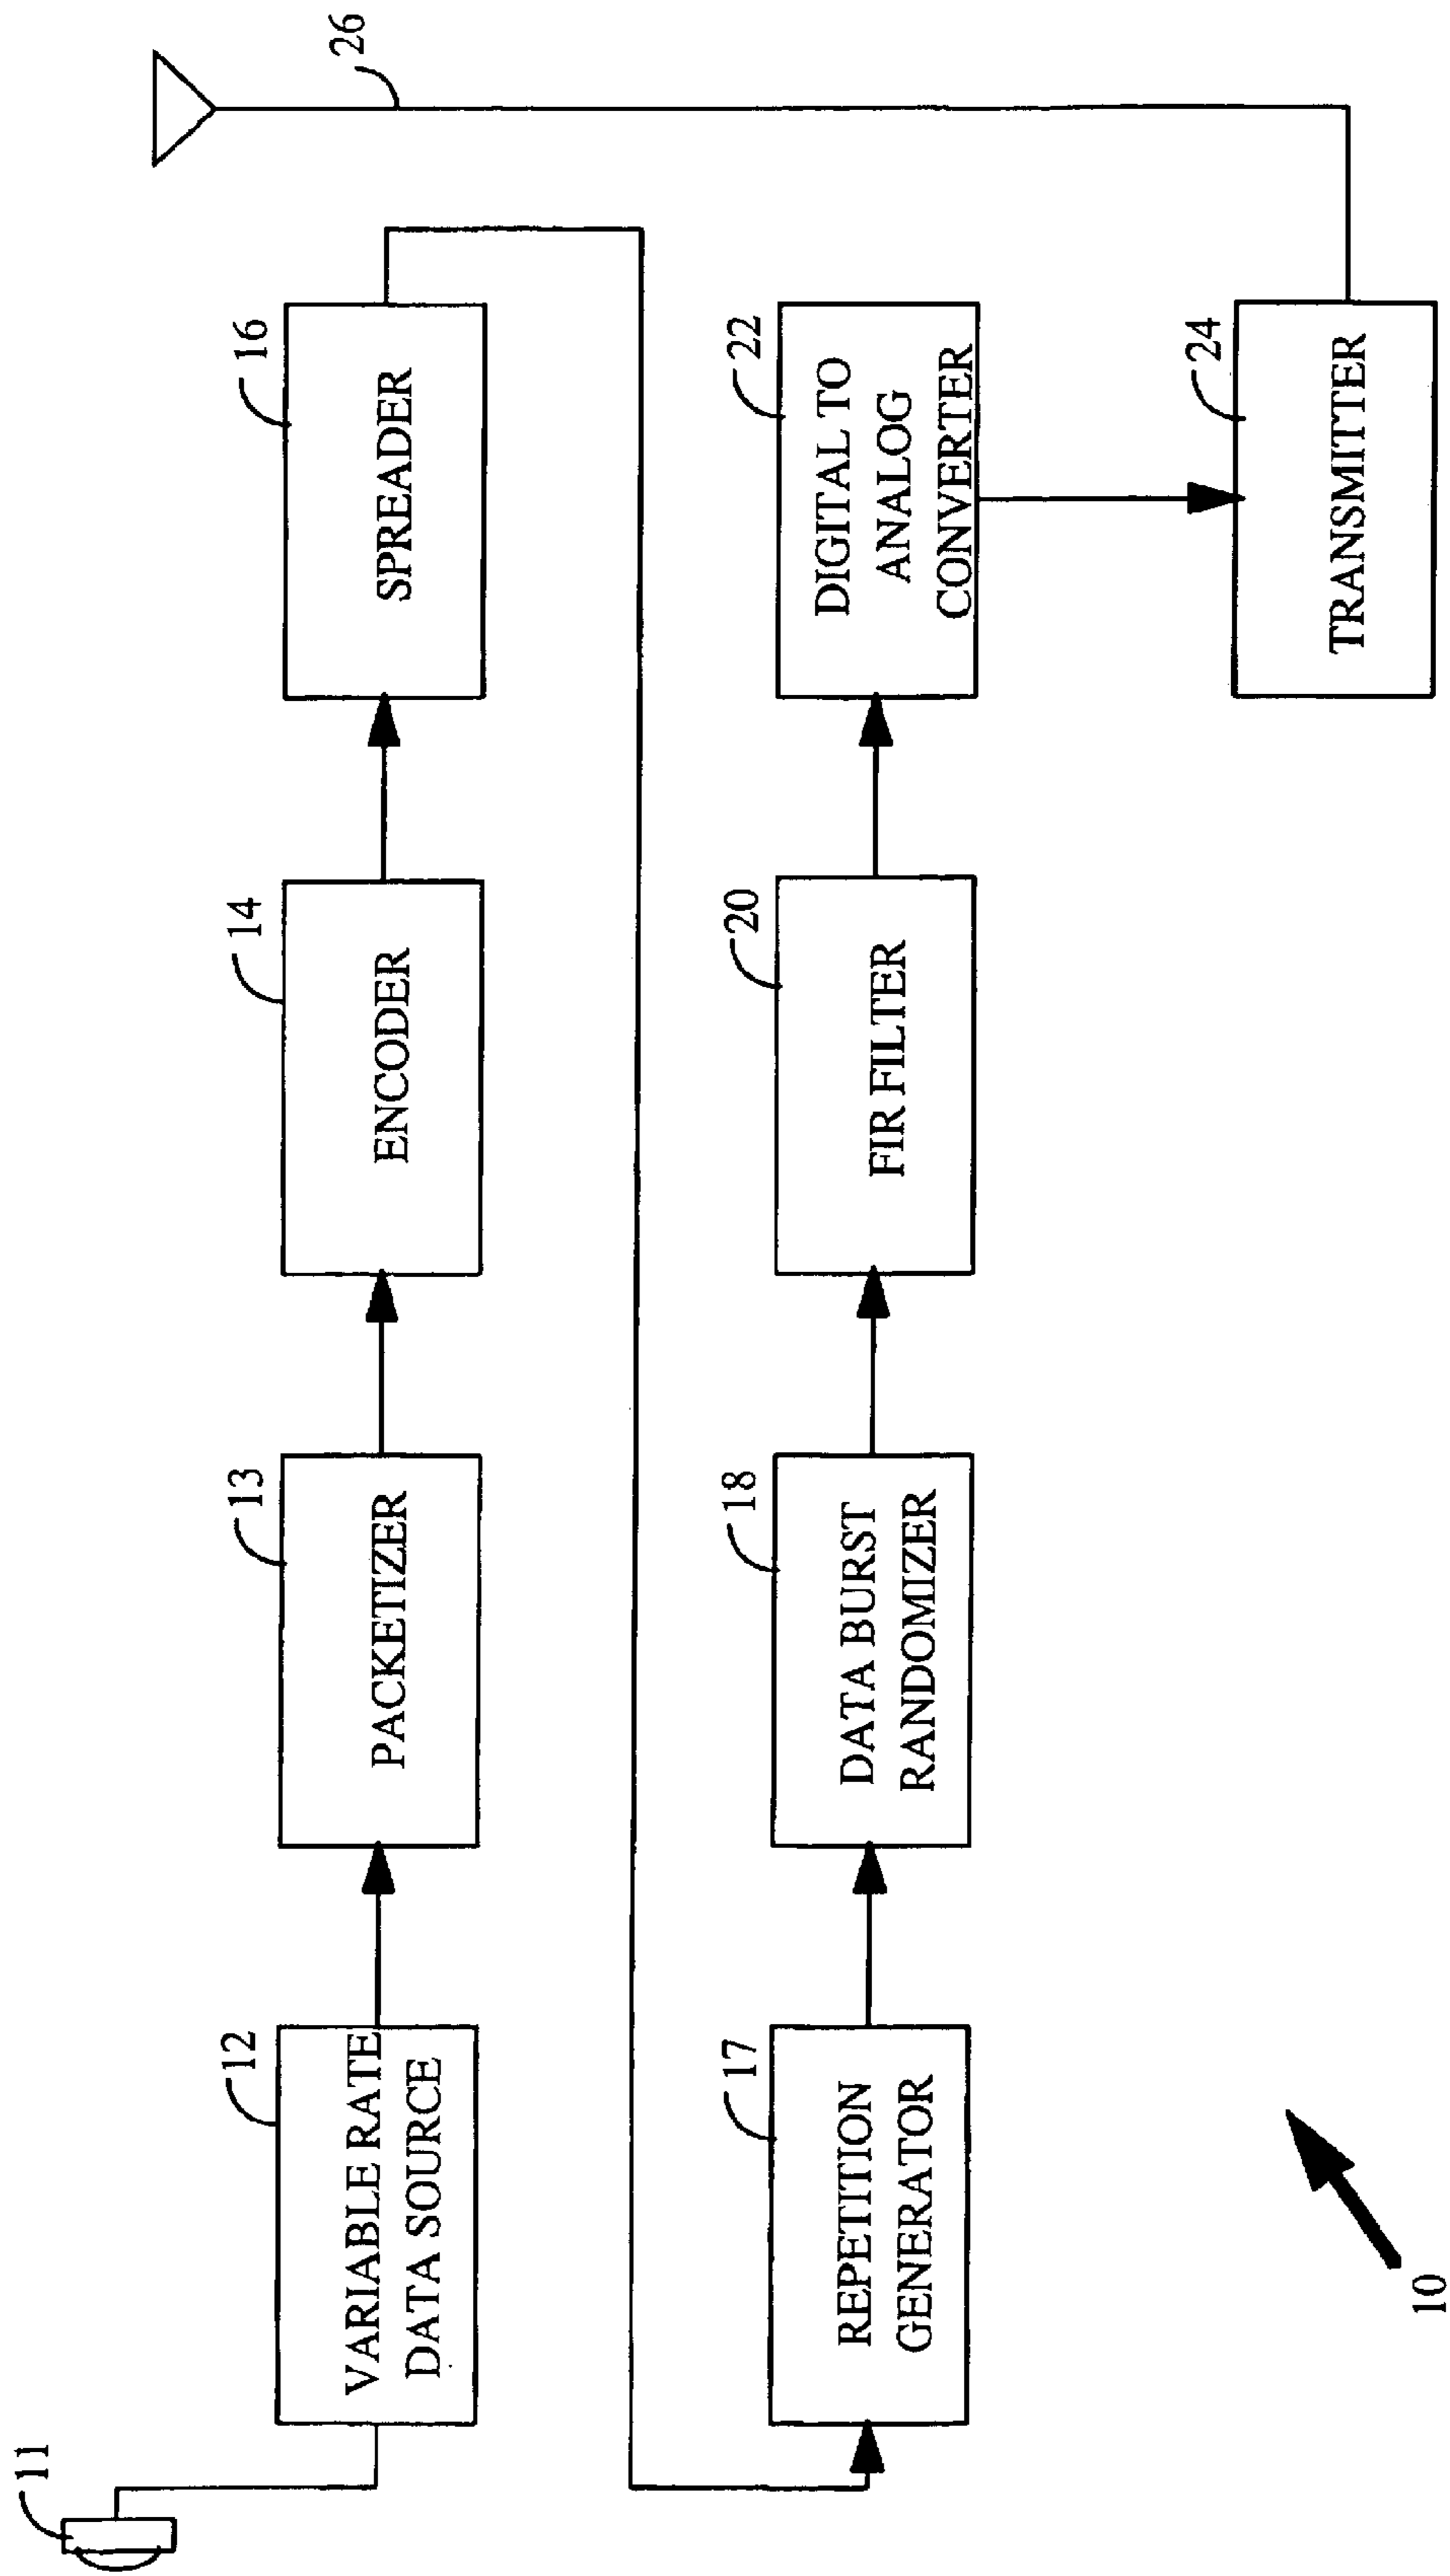 11
12
VARIABLE RATE
DATA SOURCE
13
PACKETIZER
14
ENCODER
16
SPREADER
26
17
REPETITION
GENERATOR
18
DATA BURST
RANDOMIZER
20
FIR FILTER
22
DIGITAL TO
ANALOG
CONVERTER
24
TRANSMITTER
10